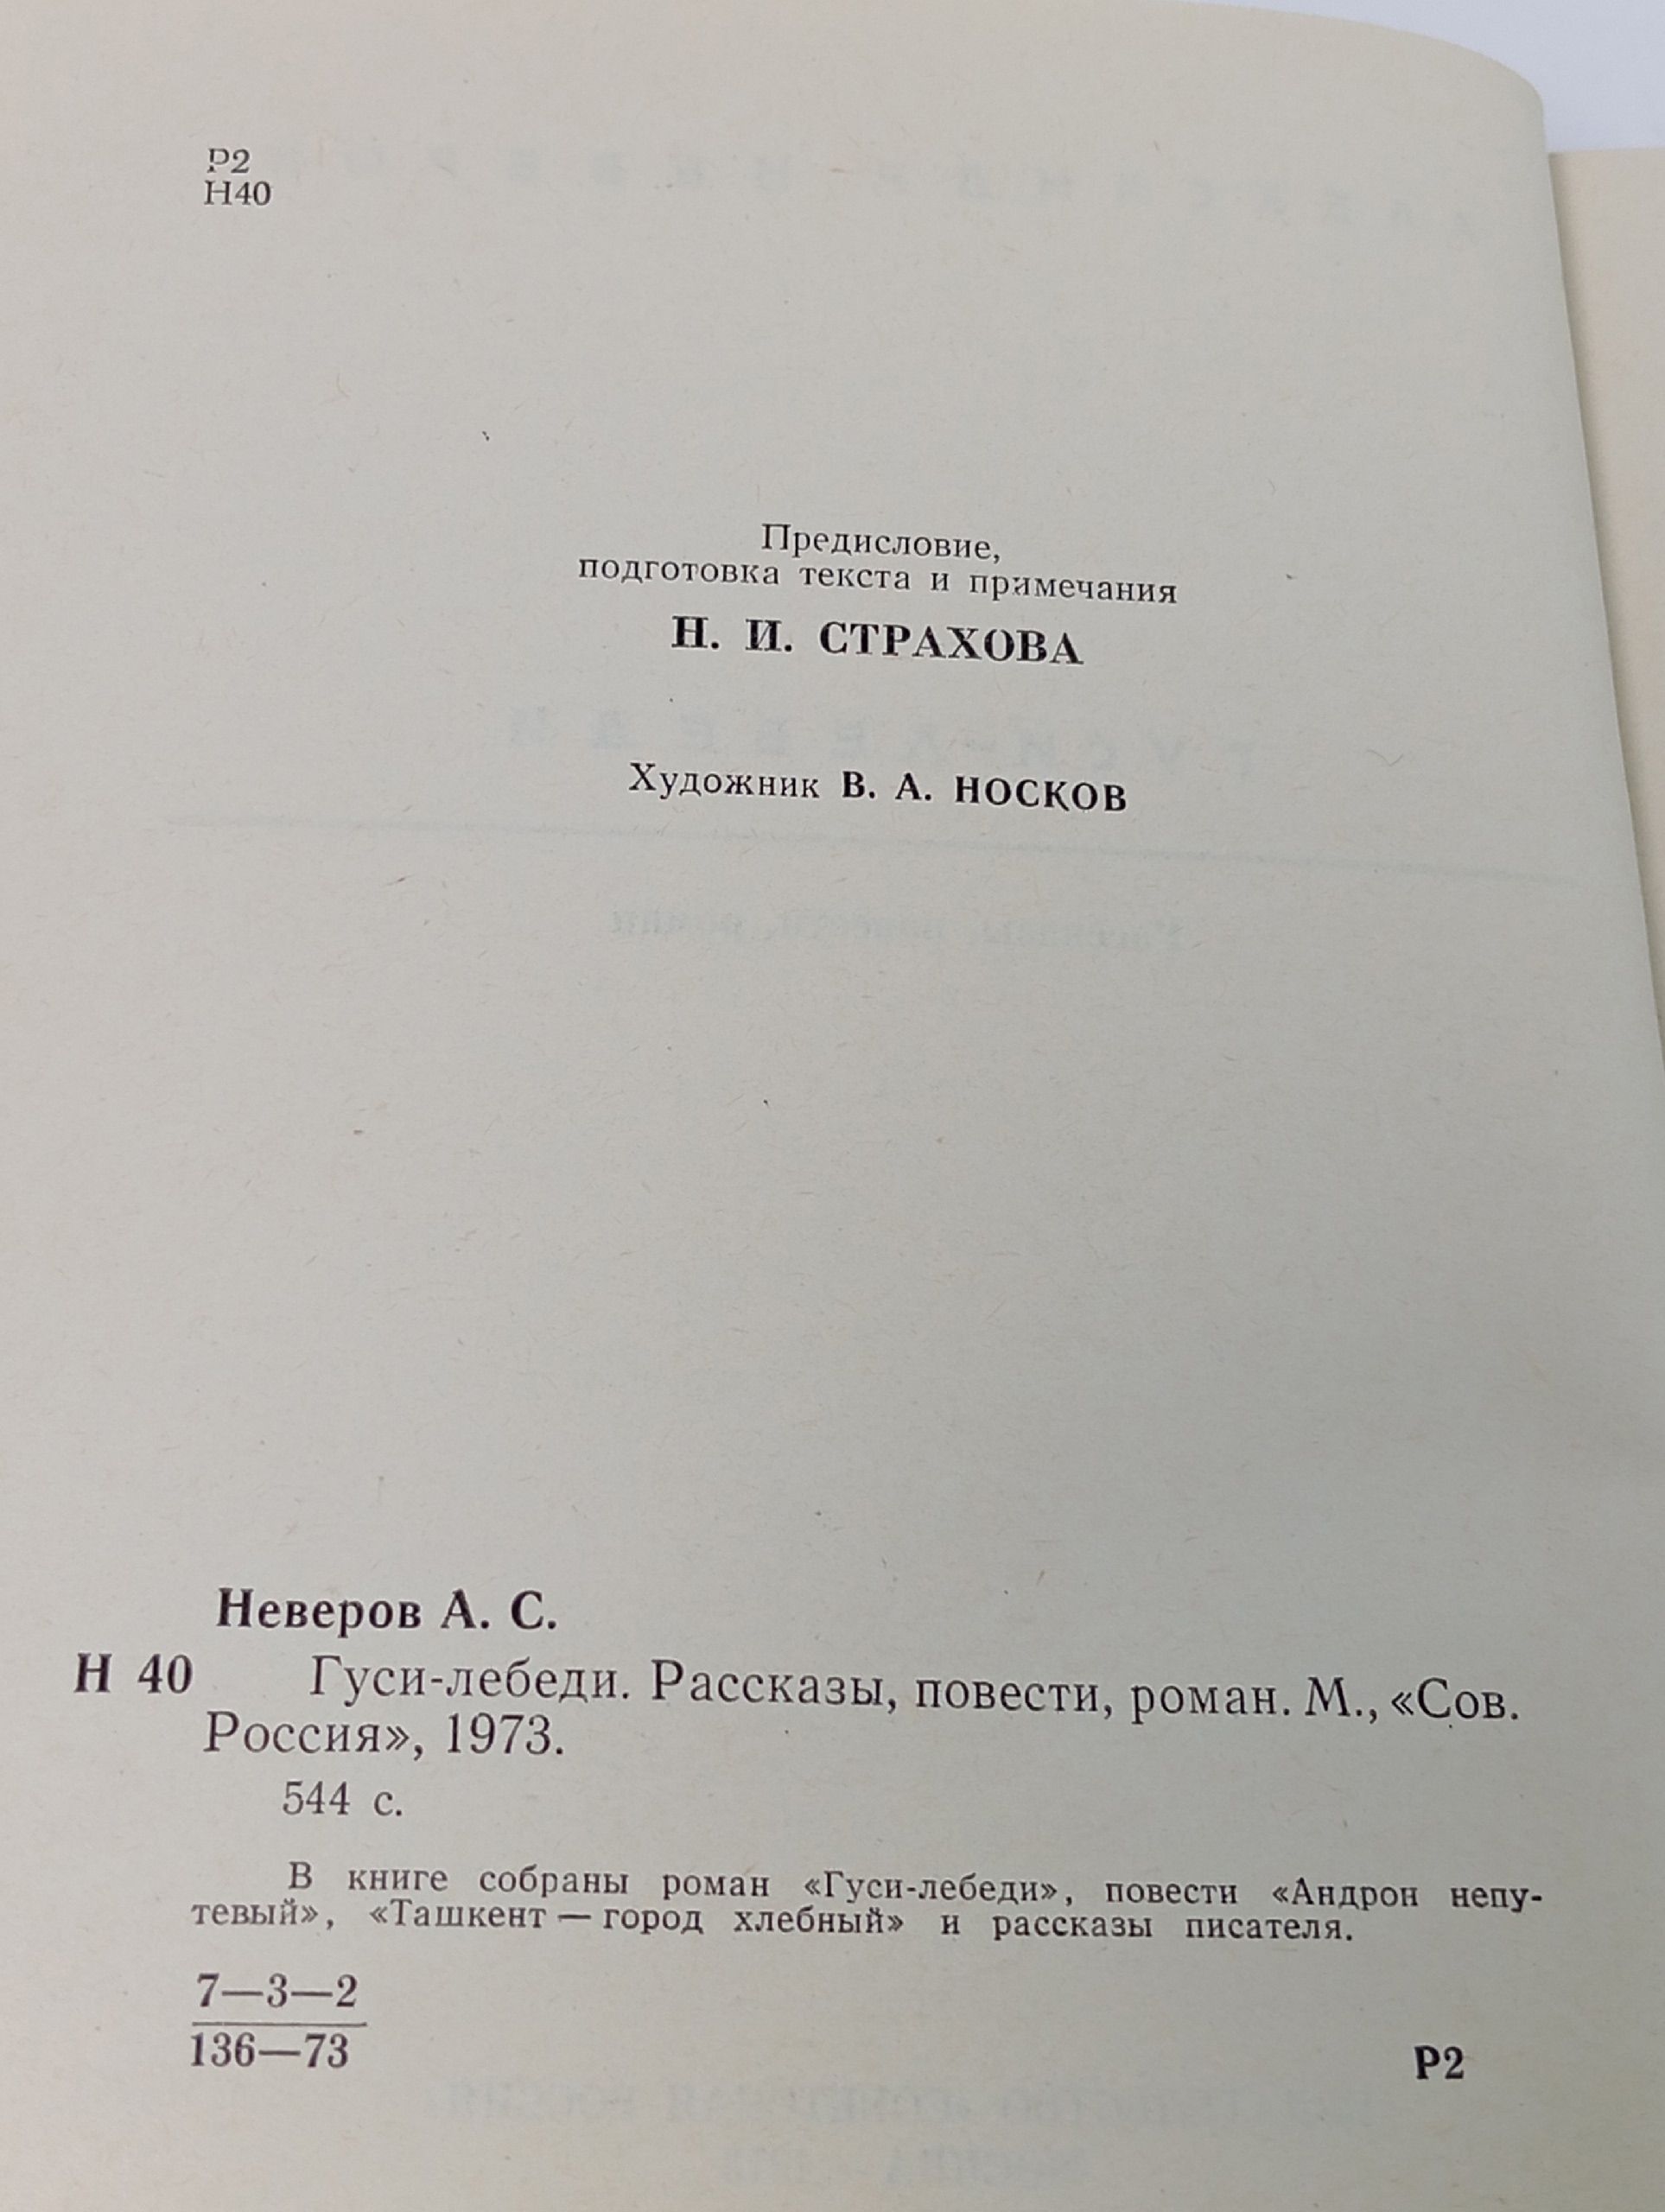 Р2
Н40
Предисловие,
подготовка текста и примечания
Н. И. СТРАХОВА
Художник В. А. НОСКОВ
Неверов А. С.
Н 40 Гуси-лебеди. Рассказы, повести, роман. М., «Сов.
Россия», 1973.
544 с.
В книге собраны роман «Гуси-лебеди», повести «Андрон непу-
тевый», «Ташкент — город хлебный» и рассказы писателя.
7—3—2
136—73
Р2